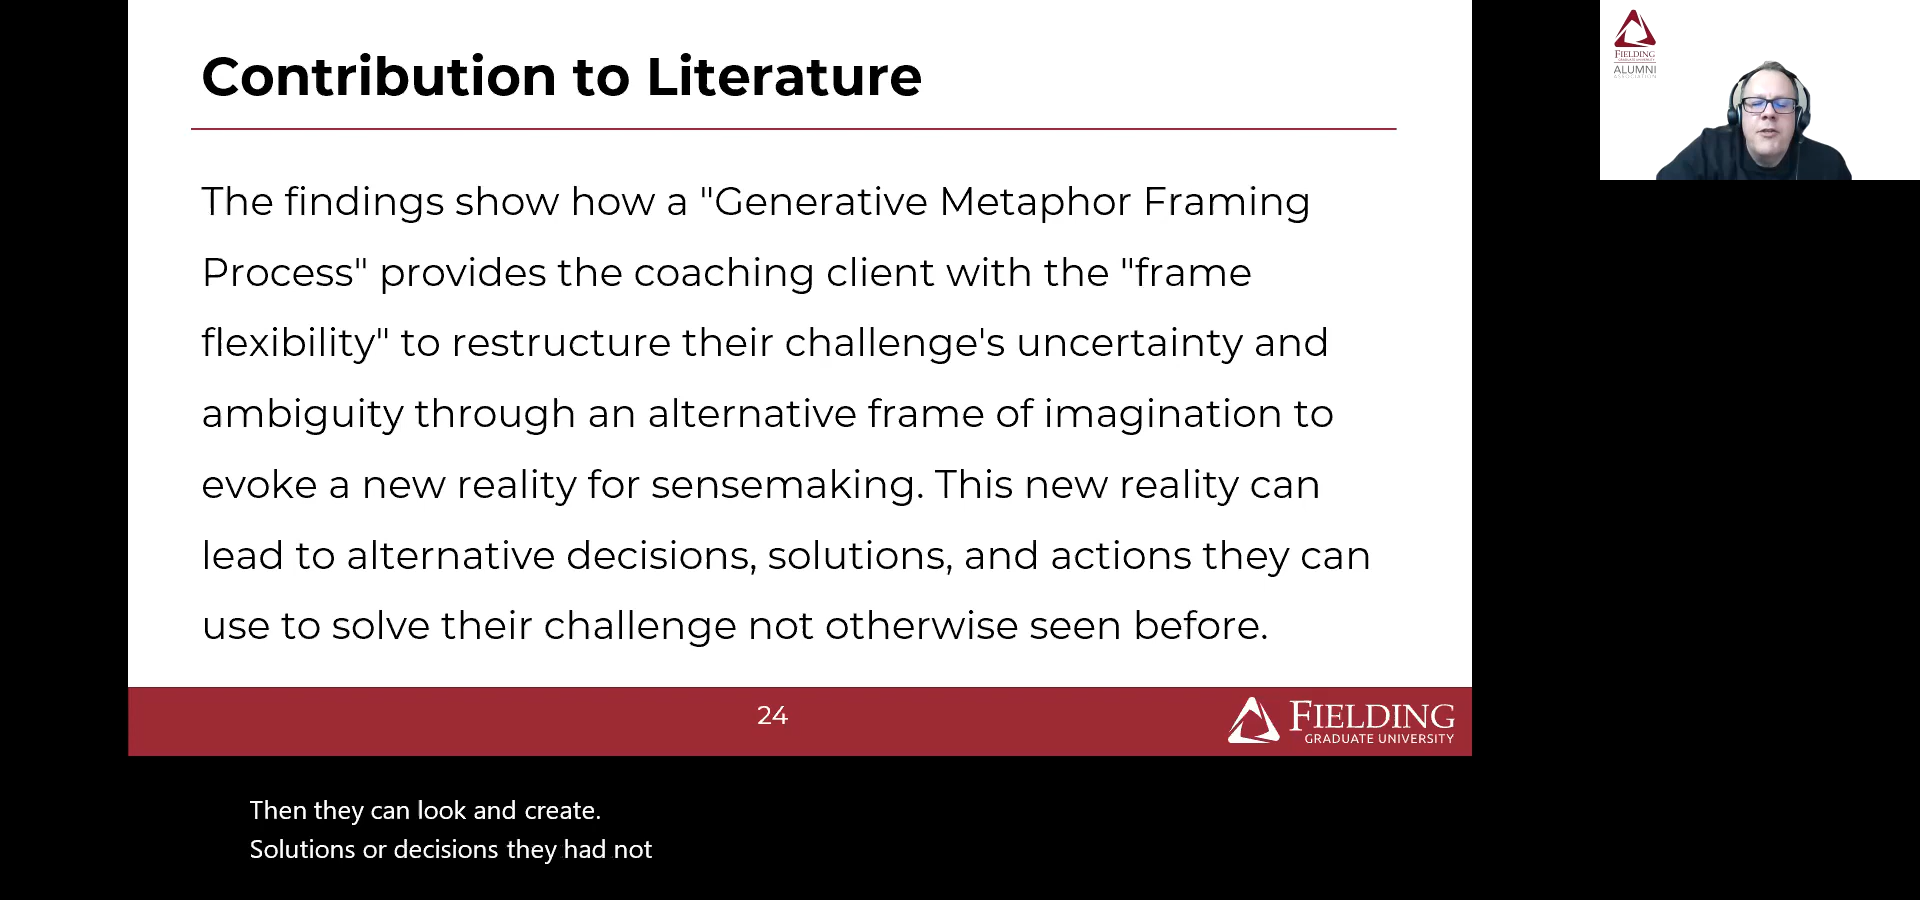 Contribution to Literature
The findings show how a "Generative Metaphor Framing
Process" provides the coaching client with the "frame
flexibility" to restructure their challenge's uncertainty and
ambiguity through an alternative frame of imagination to
evoke a new reality for sensemaking. This new reality can
lead to alternative decisions, solutions, and actions they can
use to solve their challenge not otherwise seen before.
24
FIELDING
GRADUATE UNIVERSITY
FIELDING
GRADUATE UNIVERSITY
ALUMNI
ASSOCIATION
Then they can look and create.
Solutions or decisions they had not